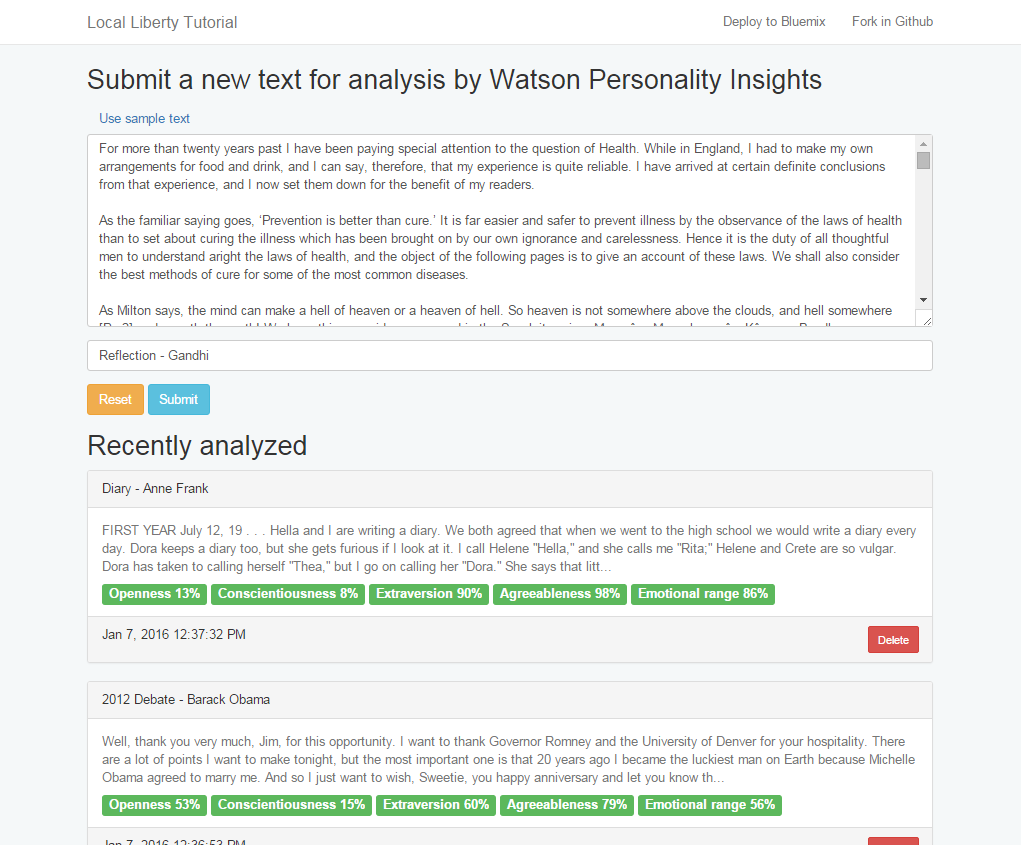 Local Liberty Tutorial
Deploy to Bluemix
Fork in Github
Submit a new text for analysis by Watson Personality Insights
Use sample text
For more than twenty years past I have been paying special attention to the question of Health. While in England, I had to make my own
arrangements for food and drink, and I can say, therefore, that my experience is quite reliable. I have arrived at certain definite conclusions
from that experience, and I now set them down for the benefit of my readers.
As the familiar saying goes, ‘Prevention is better than cure.’ It is far easier and safer to prevent illness by the observance of the laws of health
than to set about curing the illness which has been brought on by our own ignorance and carelessness. Hence it is the duty of all thoughtful
men to understand aright the laws of health, and the object of the following pages is to give an account of these laws. We shall also consider
the best methods of cure for some of the most common diseases.
As Milton says, the mind can make a hell of heaven or a heaven of hell. So heaven is not somewhere above the clouds, and hell somewhere
Reflection - Gandhi
Reset
Submit
Recently analyzed
Diary - Anne Frank
FIRST YEAR July 12, 19 . . . Hella and I are writing a diary. We both agreed that when we went to the high school we would write a diary every
day. Dora keeps a diary too, but she gets furious if I look at it. I call Helene "Hella," and she calls me "Rita;" Helene and Crete are so vulgar.
Dora has taken to calling herself "Thea," but I go on calling her "Dora." She says that litt...
Openness 13% Conscientiousness 8% Extraversion 90% Agreeableness 98% Emotional range 86%
Jan 7, 2016 12:37:32 PM
Delete
2012 Debate - Barack Obama
Well, thank you very much, Jim, for this opportunity. I want to thank Governor Romney and the University of Denver for your hospitality. There
are a lot of points I want to make tonight, but the most important one is that 20 years ago I became the luckiest man on Earth because Michelle
Obama agreed to marry me. And so I just want to wish, Sweetie, you happy anniversary and let you know th...
Openness 53% Conscientiousness 15% Extraversion 60% Agreeableness 79% Emotional range 56%
Jan 7, 2016 12:36:53 PM